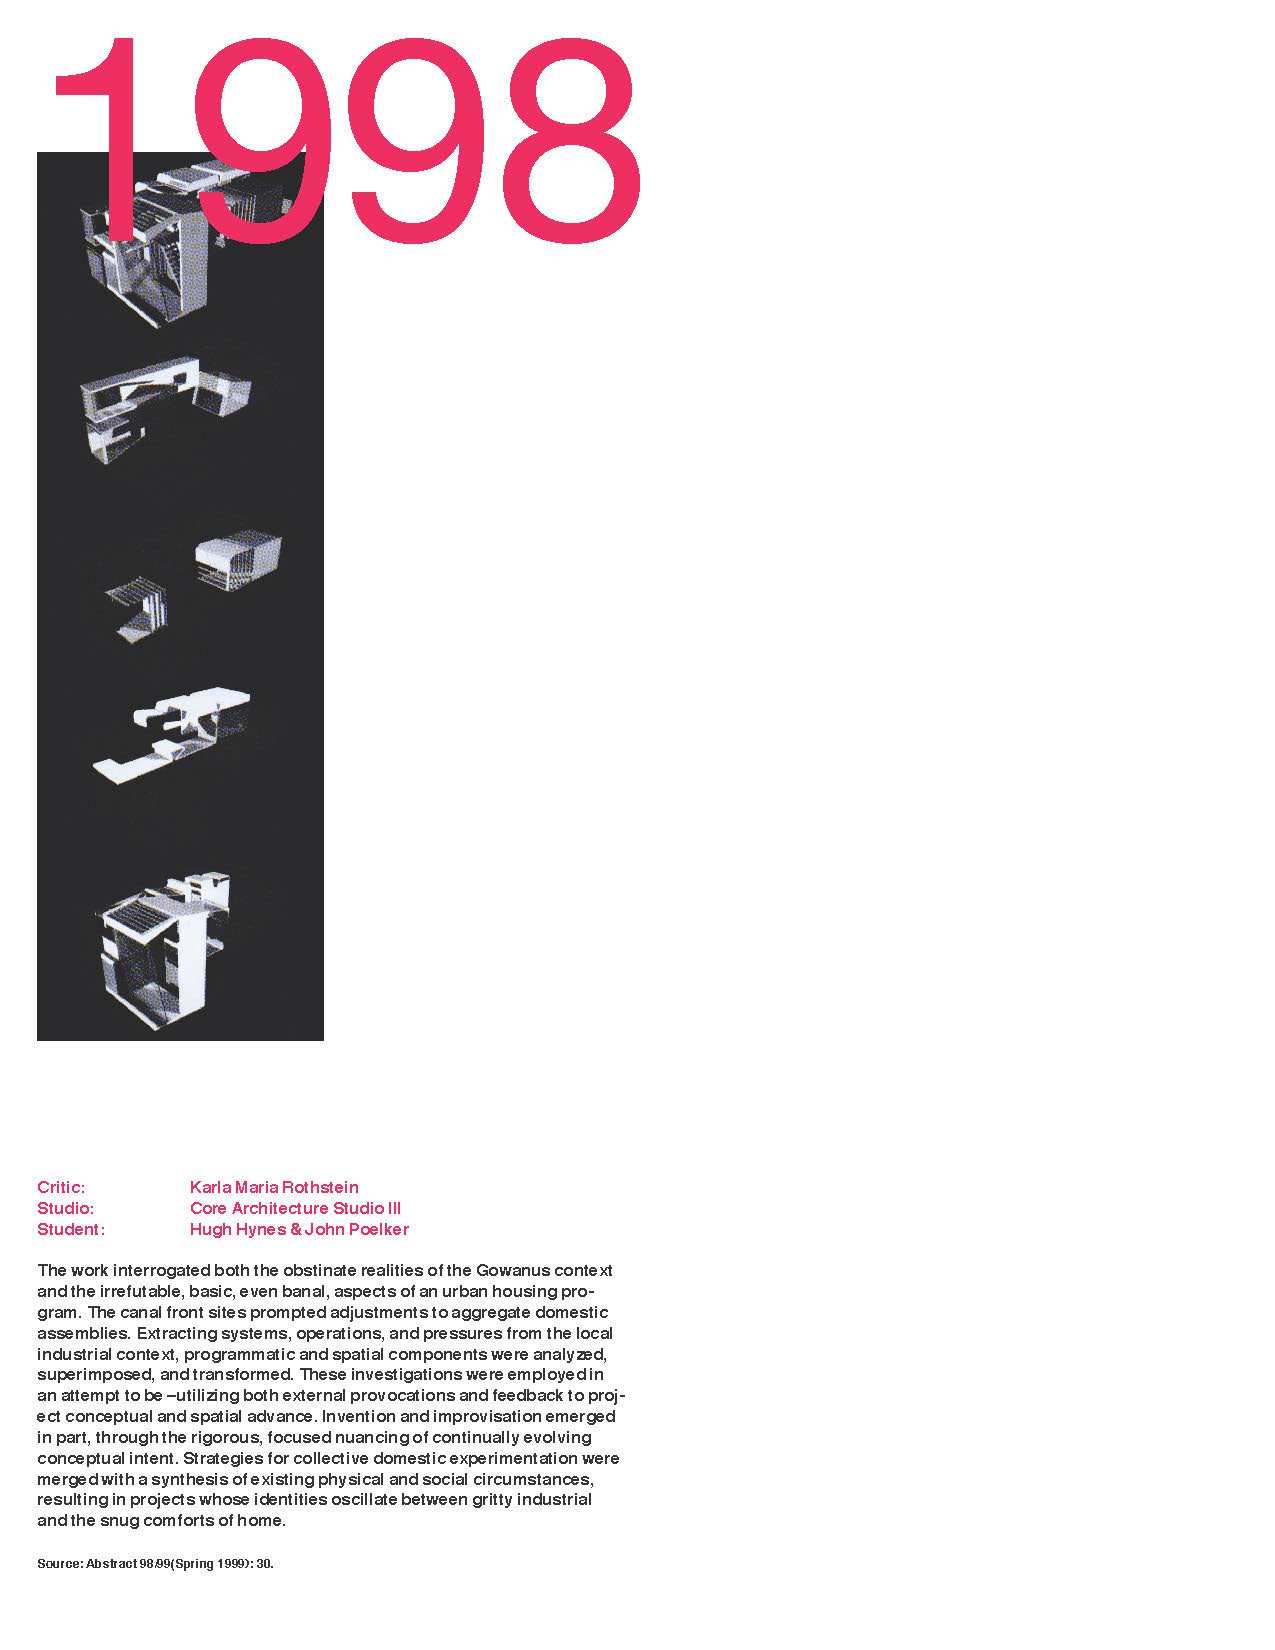 1998
Critic: Karla Maria Rothstein
Studio: Core Architecture Studio III
Student: Hugh Hynes & John Poelker
The work interrogated both the obstinate realities of the Gowanus context
and the irrefutable, basic, even banal, aspects of an urban housing pro-
gram. The canal front sites prompted adjustments to aggregate domestic
assemblies. Extracting systems, operations, and pressures from the local
industrial context, programmatic and spatial components were analyzed,
superimposed, and transformed. These investigations were employed in
an attempt to be –utilizing both external provocations and feedback to proj-
ect conceptual and spatial advance. Invention and improvisation emerged
in part, through the rigorous, focused nuancing of continually evolving
conceptual intent. Strategies for collective domestic experimentation were
merged with a synthesis of existing physical and social circumstances,
resulting in projects whose identities oscillate between gritty industrial
and the snug comforts of home.
Source: Abstract 98/99(Spring 1999): 30.